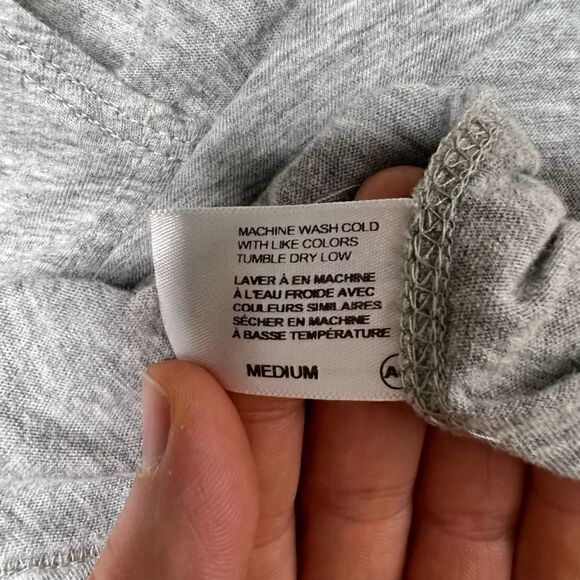 MACHINE WASH COLD
WITH LIKE COLORS
TUMBLE DRY LOW
LAVER À EN MACHINE
À L'EAU FROIDE AVEC
COULEURS SIMILAIRES
SÉCHER EN MACHINE
À BASSE TEMPÉRATURE
MEDIUM A